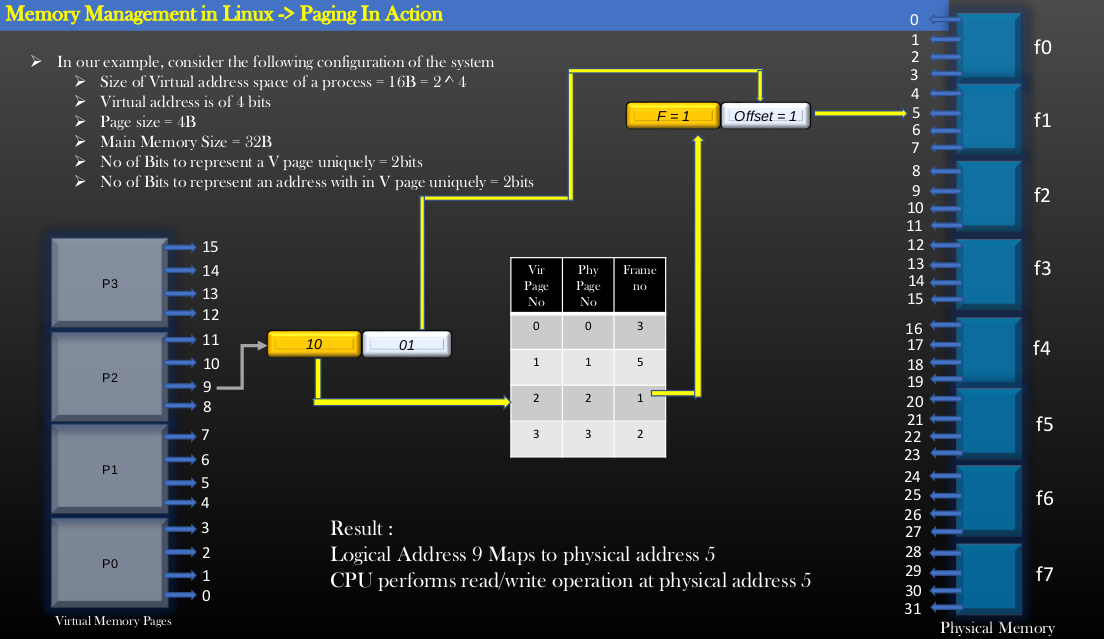 Memory Management in Linux -> Paging In Action
➢ In our example, consider the following configuration of the system
➢ Size of Virtual address space of a process = 16B = 2^4
➢ Virtual address is of 4 bits
➢ Page size = 4B
➢ Main Memory Size = 32B
➢ No of Bits to represent a V page uniquely = 2bits
➢ No of Bits to represent an address with in V page uniquely = 2bits
F = 1 Offset = 1
P3
15
14
13
12
P2
11
10
9
8
P1
7
6
5
4
P0
3
2
1
0
Virtual Memory Pages
10 01
Vir Page No Phy Page No Frame no
0 0 3
1 1 5
2 2 1
3 3 2
Result :
Logical Address 9 Maps to physical address 5
CPU performs read/write operation at physical address 5
0
1
2
3
f0
4
5
6
7
f1
8
9
10
11
f2
12
13
14
15
f3
16
17
18
19
f4
20
21
22
23
f5
24
25
26
27
f6
28
29
30
31
f7
Physical Memory